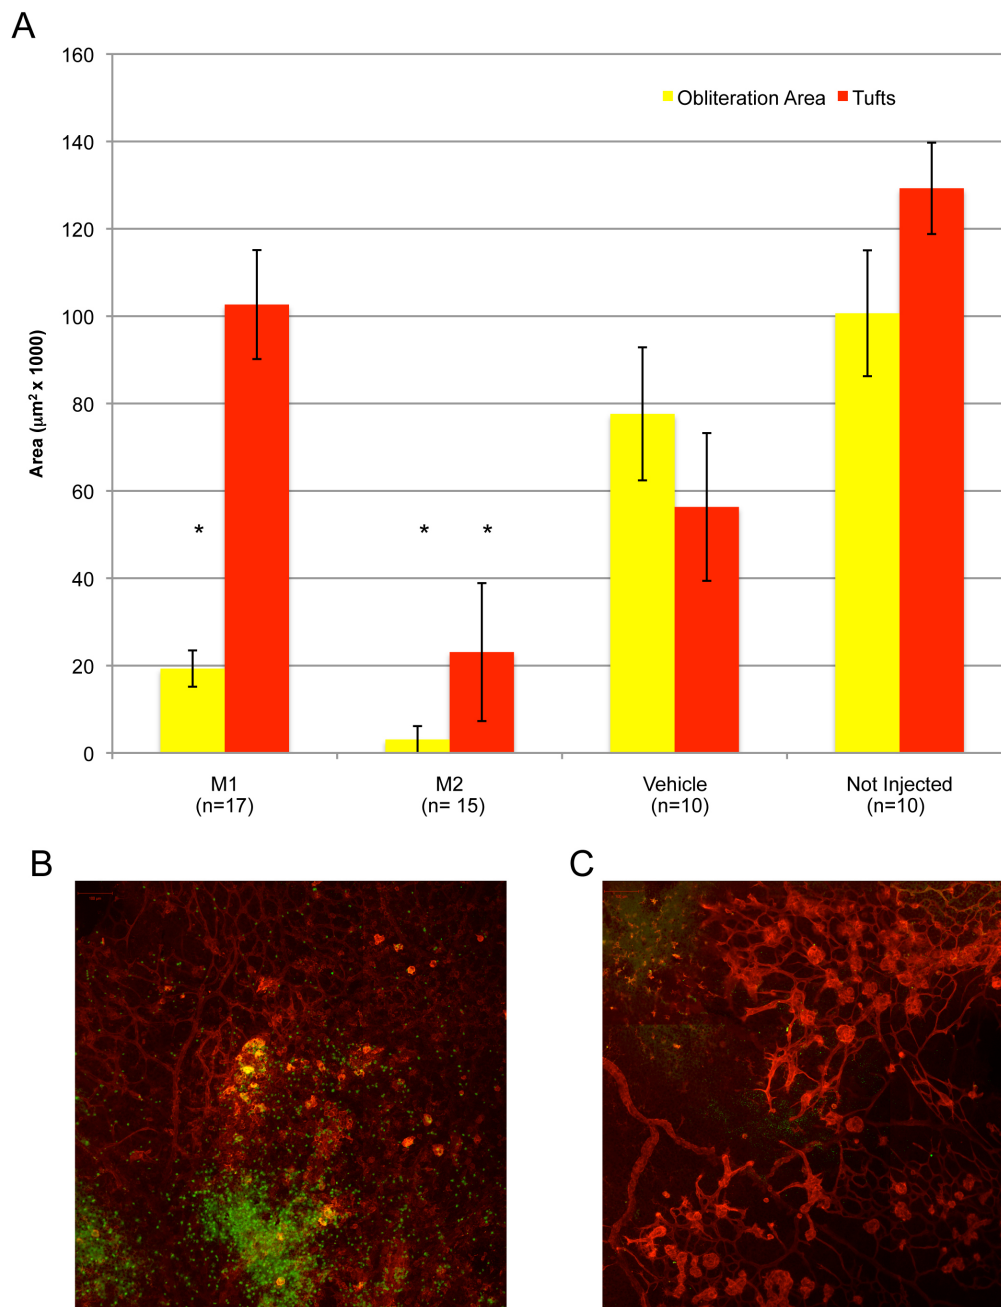 A
160
140
120
100
80
60
40
20
0
Area (μm² x 1000)
Obliteration Area Tufts
* * *
M1 M2 Vehicle Not Injected
(n=17) (n= 15) (n=10) (n=10)
B C